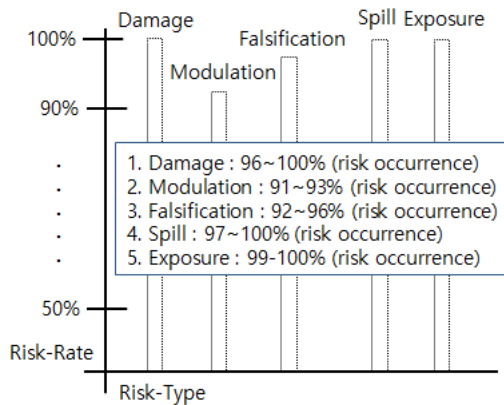 Damage
Spill Exposure
100%
Falsification
Modulation
90%
1. Damage : 96~100% (risk occurrence)
2. Modulation : 91~93% (risk occurrence)
3. Falsification : 92~96% (risk occurrence)
4. Spill : 97~100% (risk occurrence)
5. Exposure : 99-100% (risk occurrence)
50%
Risk-Rate
Risk-Type